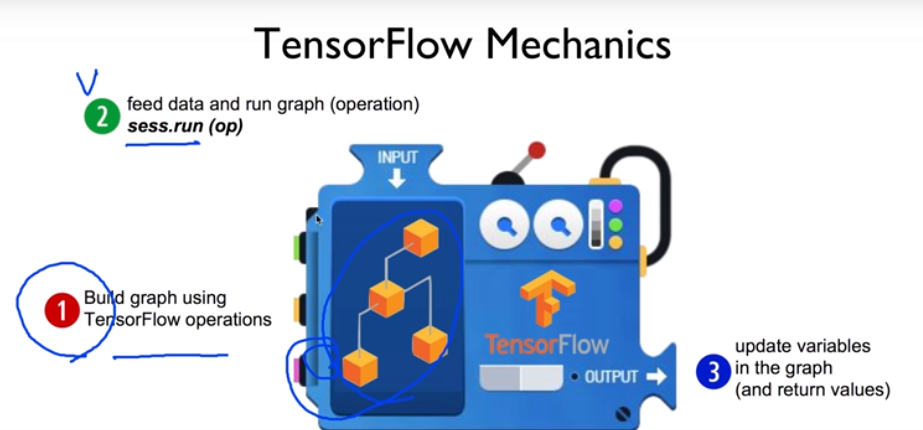 TensorFlow Mechanics
2
feed data and run graph (operation)
sess.run (op)
INPUT
1
Build graph using
TensorFlow operations
TensorFlow
OUTPUT
3
update variables
in the graph
(and return values)